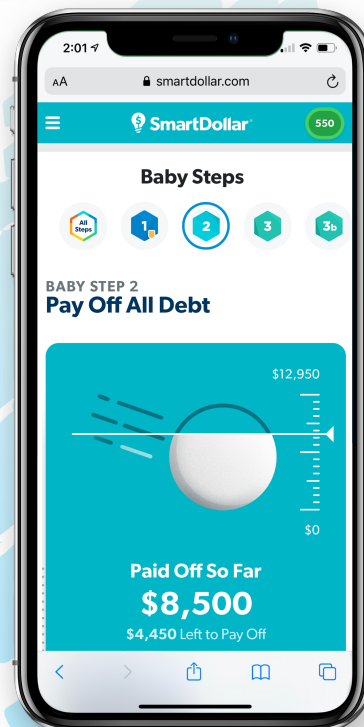 2:01
AA smartdollar.com
SmartDollar 550
Baby Steps
All Steps 1 2 3 3b
BABY STEP 2
Pay Off All Debt
$12,950
$0
Paid Off So Far
$8,500
$4,450 Left to Pay Off